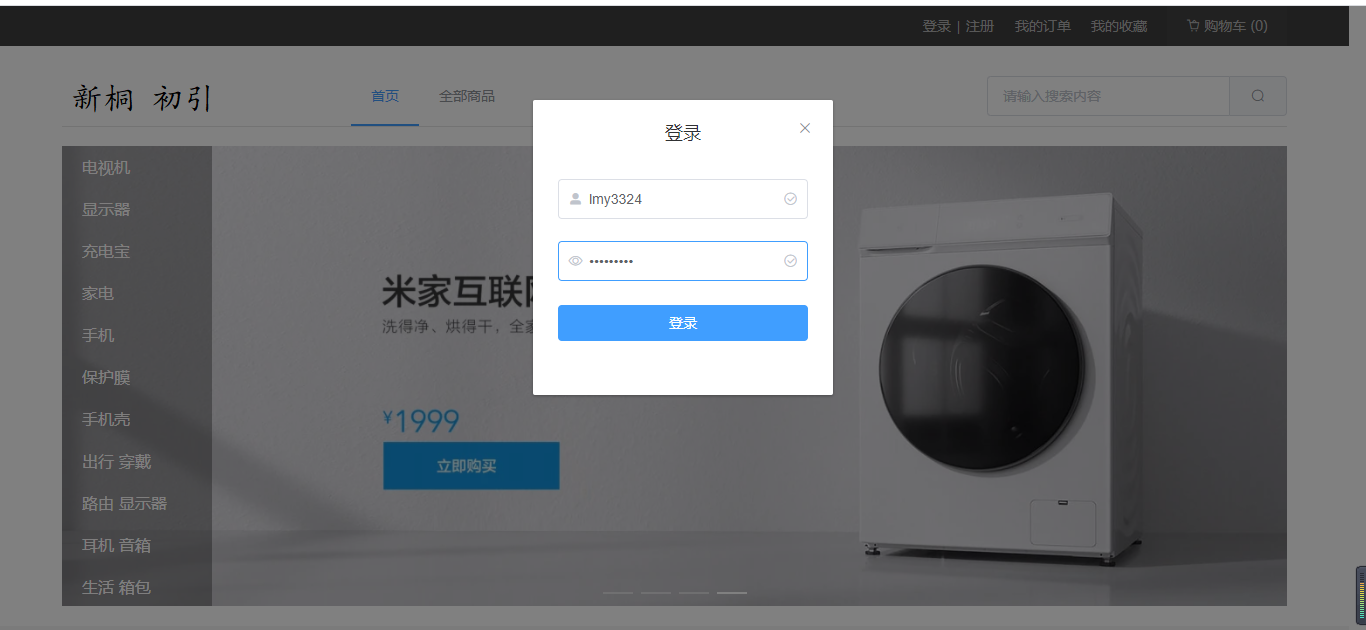 登录 | 注册 我的订单 我的收藏 购物车 (0)
新桐 初引
首页 全部商品
请输入搜索内容
登录
lmy3324
•••••••••
登录
电视机
显示器
充电宝
家电
手机
保护膜
手机壳
出行 穿戴
路由 显示器
耳机 音箱
生活 箱包
米家互联
洗得净、烘得干，全
¥1999
立即购买